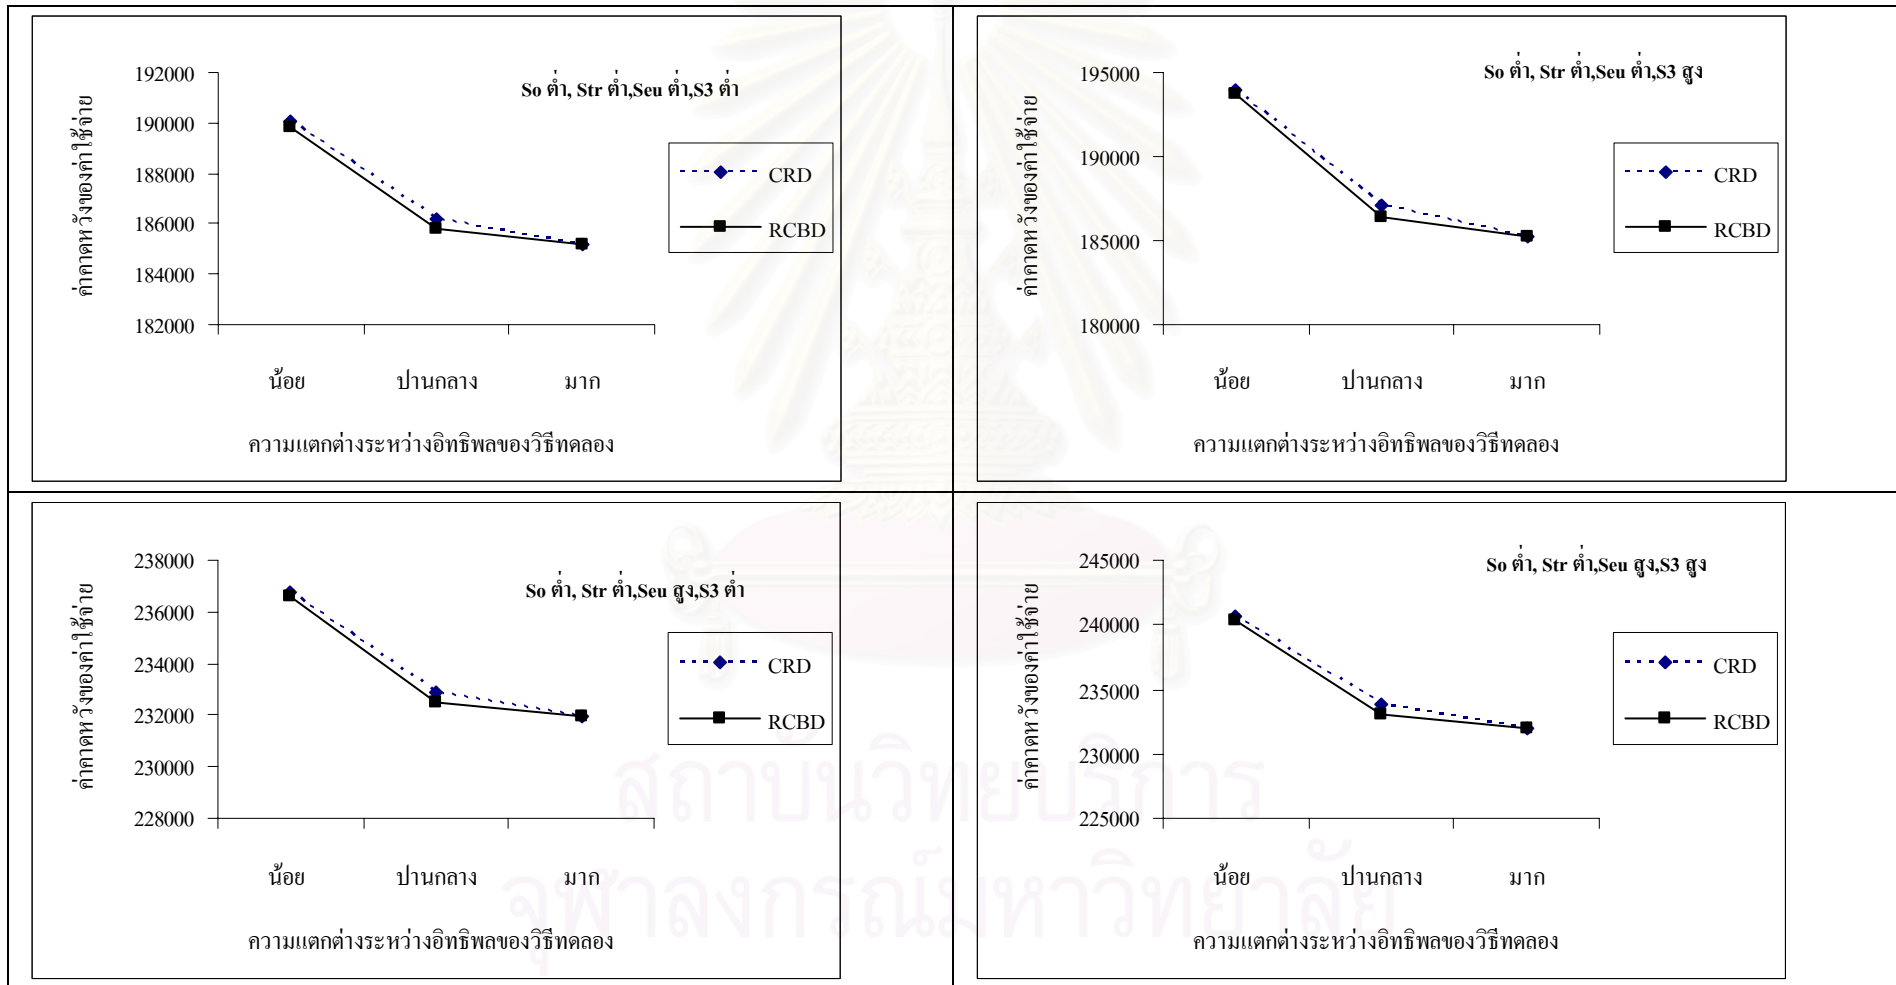 So ต่ำ, Str ต่ำ,Seu ต่ำ,S3 ต่ำ
ค่าคาดหวังของค่าใช้จ่าย
192000
190000
188000
186000
184000
182000
CRD
RCBD
น้อย ปานกลาง มาก
ความแตกต่างระหว่างอิทธิพลของวิธีทดลอง
So ต่ำ, Str ต่ำ,Seu ต่ำ,S3 สูง
ค่าคาดหวังของค่าใช้จ่าย
195000
190000
185000
180000
CRD
RCBD
น้อย ปานกลาง มาก
ความแตกต่างระหว่างอิทธิพลของวิธีทดลอง
So ต่ำ, Str ต่ำ,Seu สูง,S3 ต่ำ
ค่าคาดหวังของค่าใช้จ่าย
238000
236000
234000
232000
230000
228000
CRD
RCBD
น้อย ปานกลาง มาก
ความแตกต่างระหว่างอิทธิพลของวิธีทดลอง
So ต่ำ, Str ต่ำ,Seu สูง,S3 สูง
ค่าคาดหวังของค่าใช้จ่าย
245000
240000
235000
230000
225000
CRD
RCBD
น้อย ปานกลาง มาก
ความแตกต่างระหว่างอิทธิพลของวิธีทดลอง
สถาบันวิทยบริการ
จุฬาลงกรณ์มหาวิทยาลัย